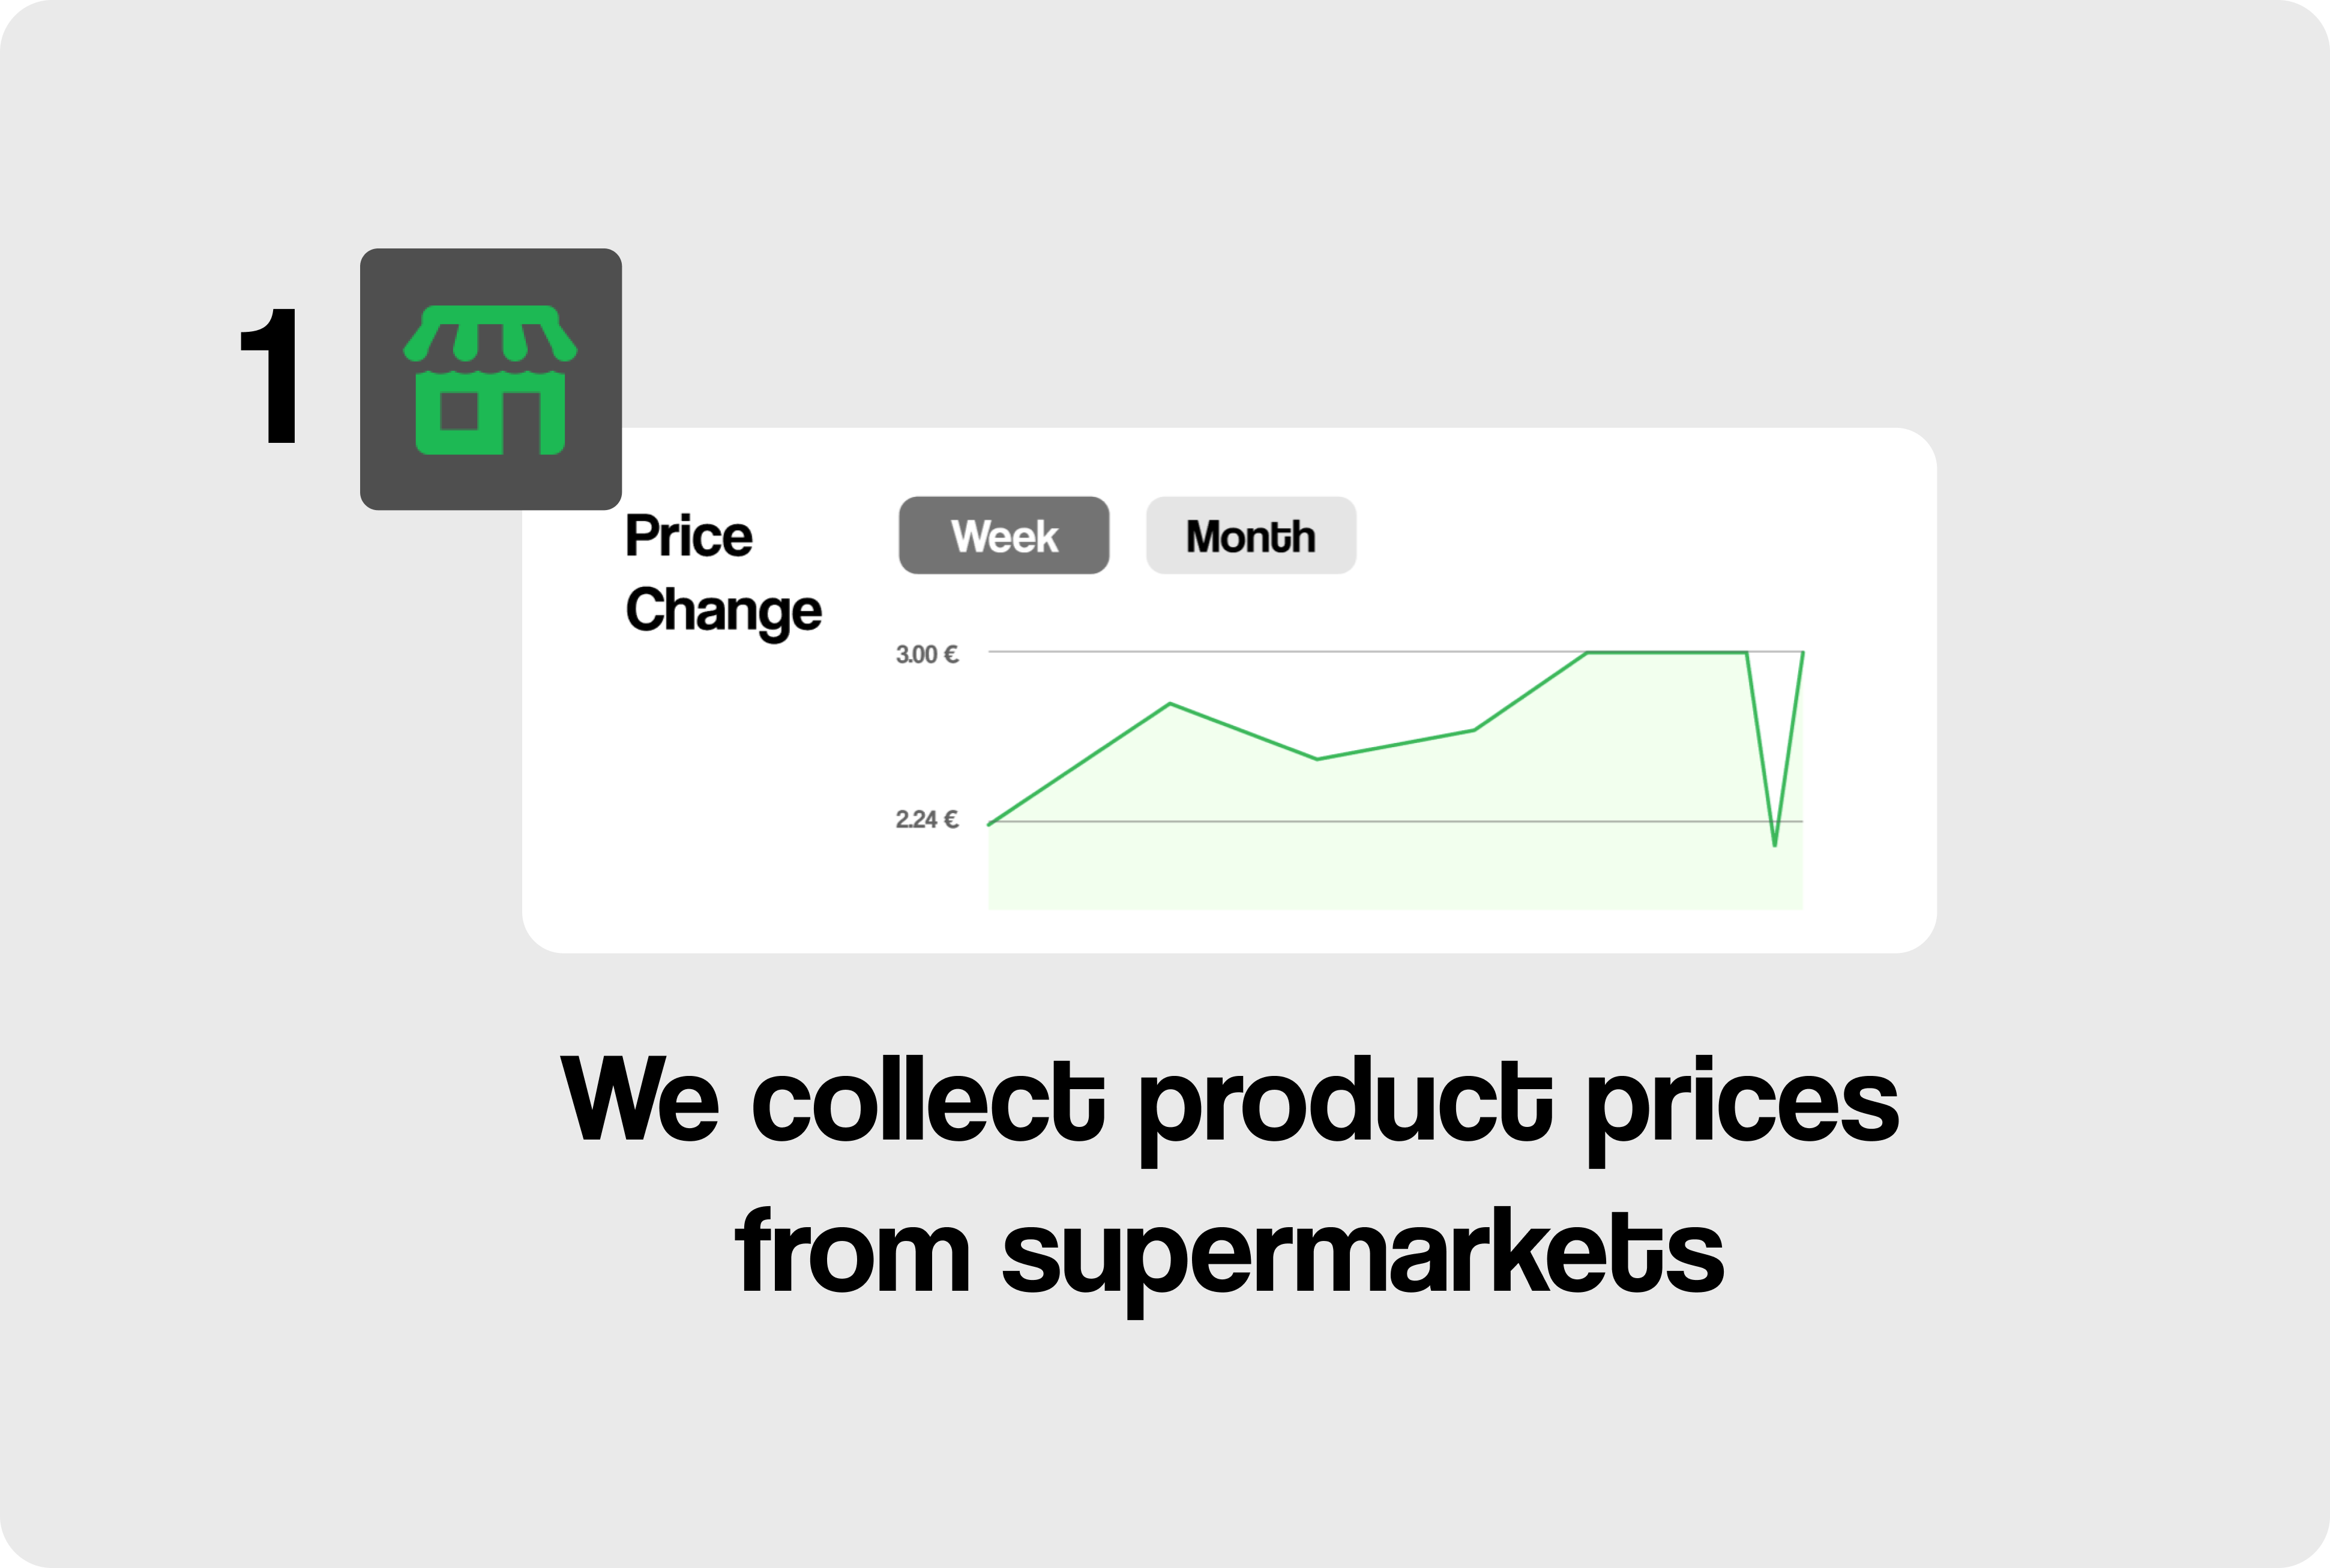 1
Price
Change
Week
Month
3.00 €
2.24 €
We collect product prices
from supermarkets